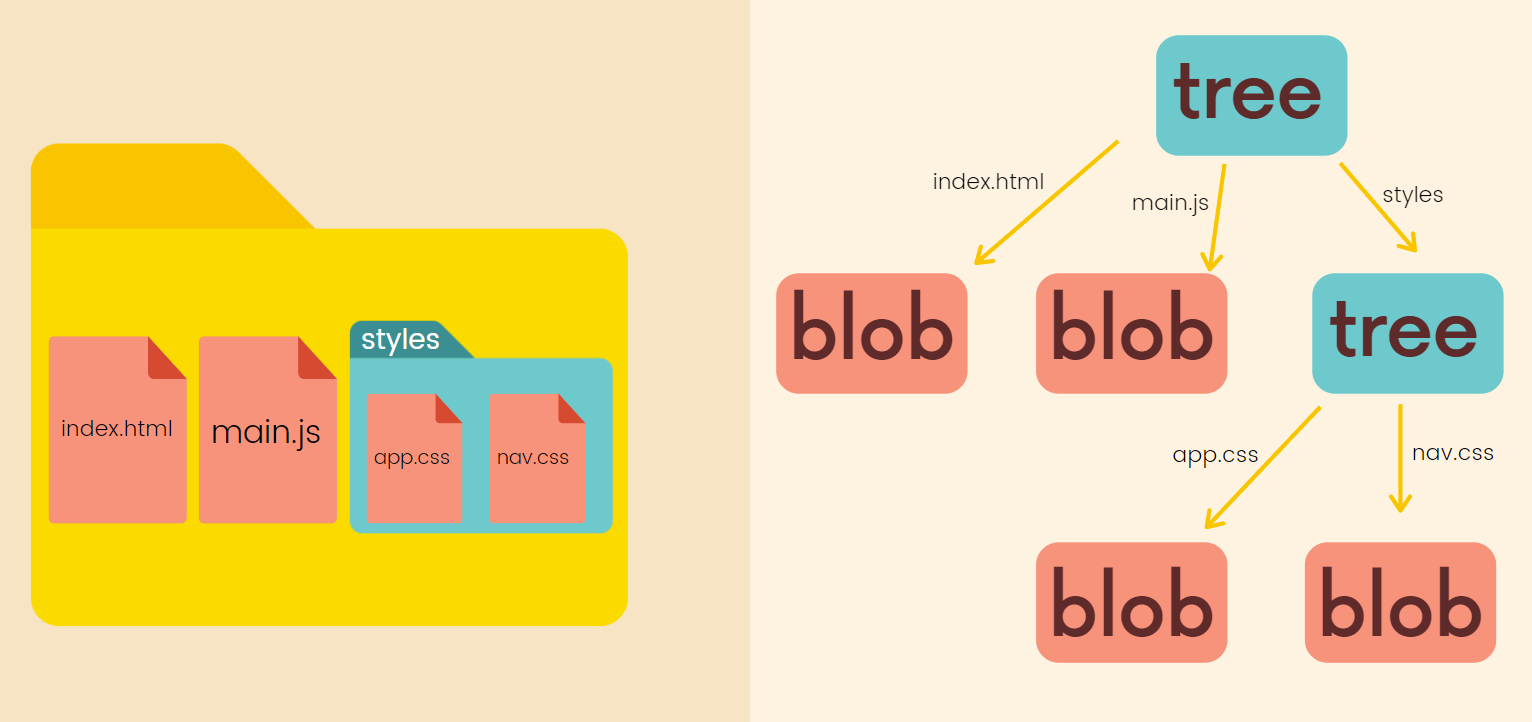 styles
index.html
main.js
app.css
nav.css
tree
index.html
main.js
styles
blob
blob
tree
app.css
nav.css
blob
blob